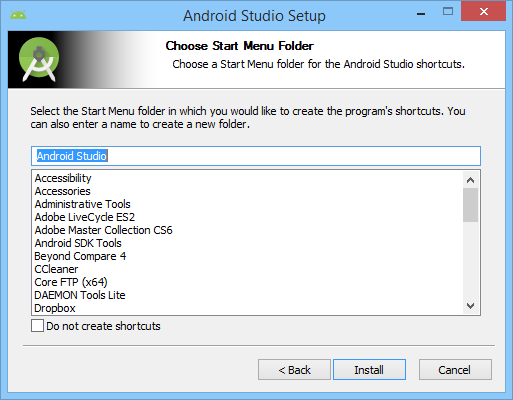 Android Studio Setup
Choose Start Menu Folder
Choose a Start Menu folder for the Android Studio shortcuts.
Select the Start Menu folder in which you would like to create the program's shortcuts. You
can also enter a name to create a new folder.
Android Studio
Accessibility
Accessories
Administrative Tools
Adobe LiveCycle ES2
Adobe Master Collection CS6
Android SDK Tools
Beyond Compare 4
CCleaner
Core FTP (x64)
DAEMON Tools Lite
Dropbox
Do not create shortcuts
< Back
Install
Cancel